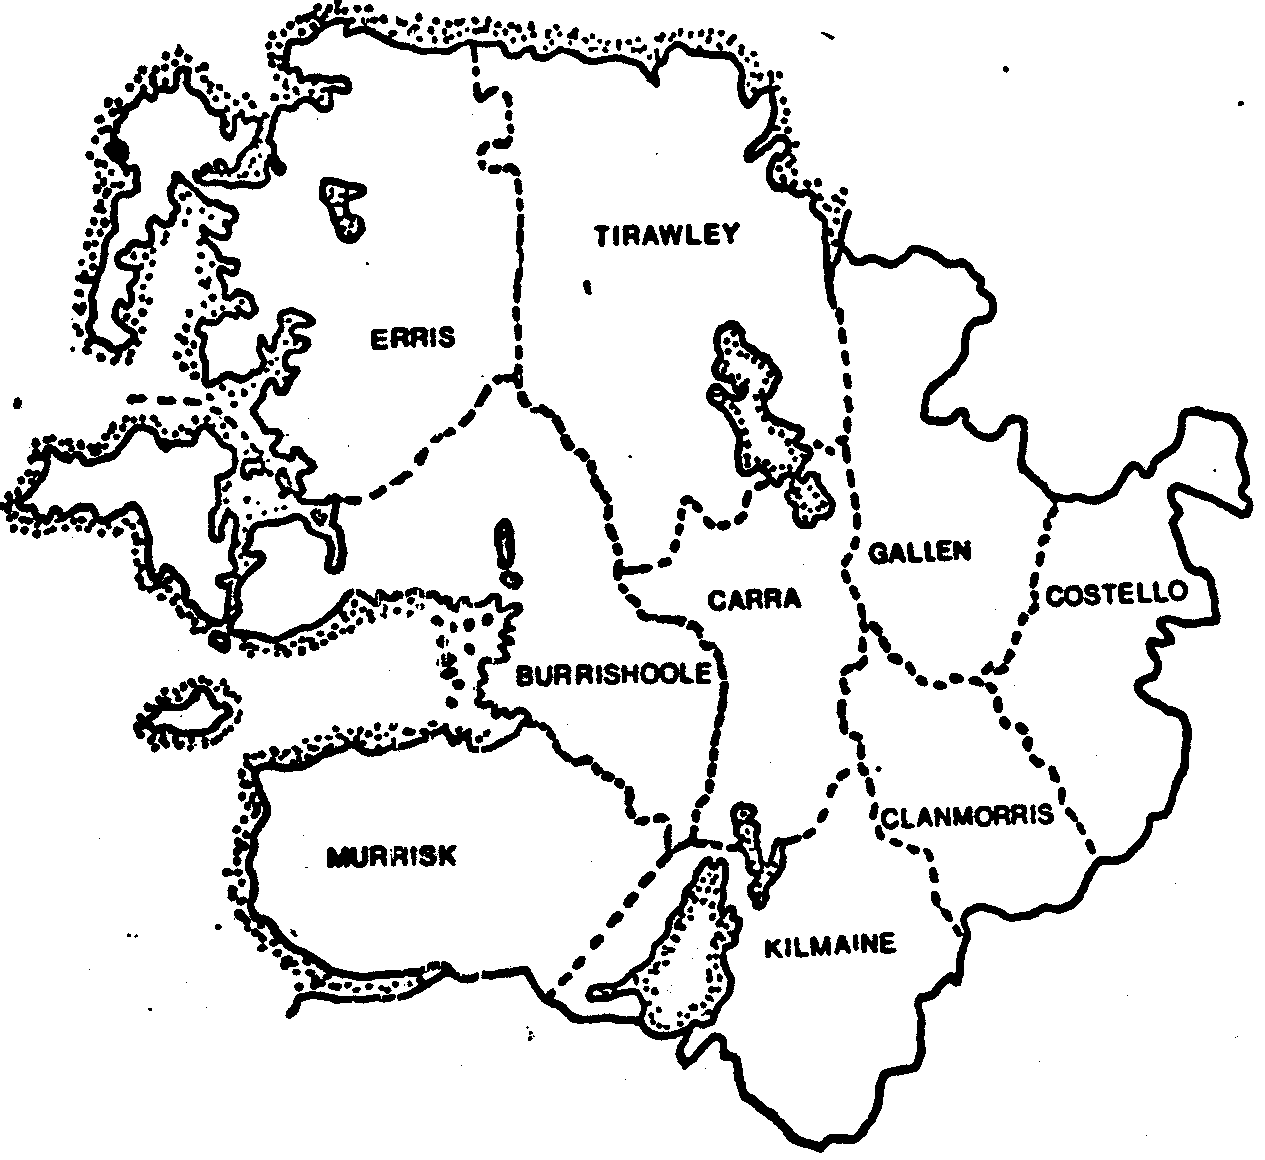 TIRAWLEY
ERRIS
GALLEN
COSTELLO
CARRA
BURRISHOOLE
CLANMORRIS
MURRISK
KILMAINE